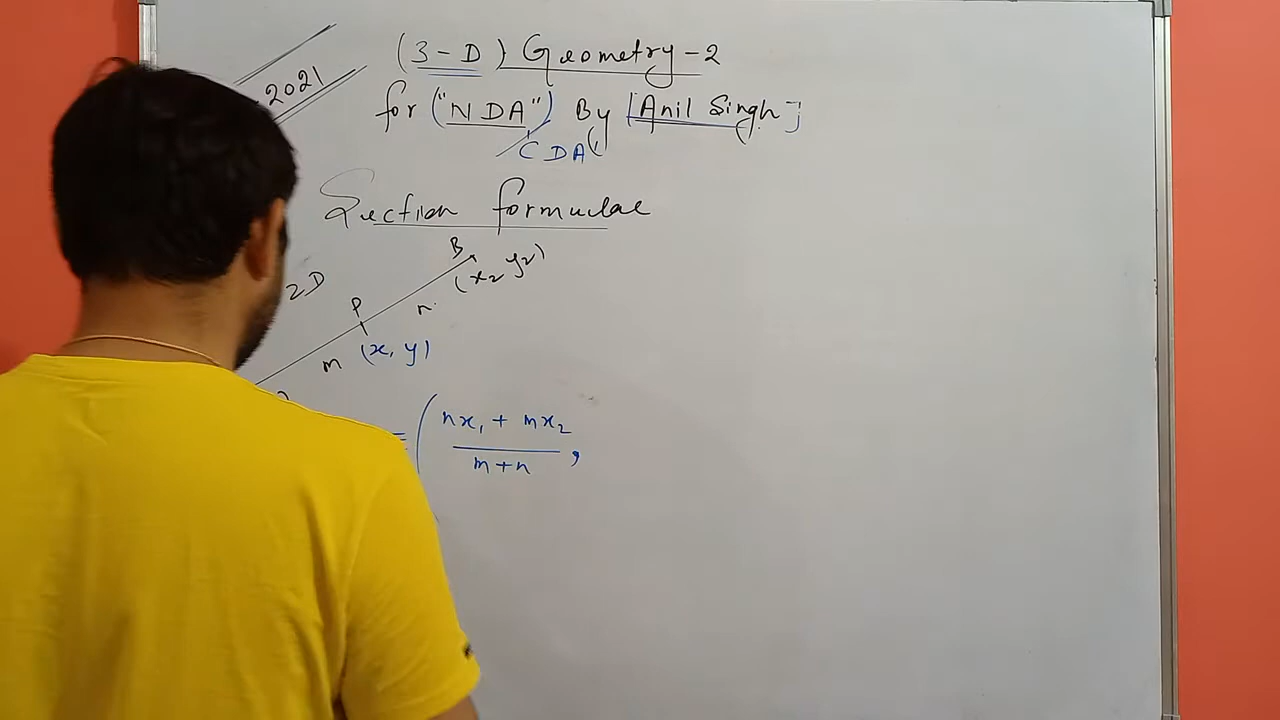 (3-D) Geometry-2
2021
for ("NDA") By [Anil Singh]
CDA
Section formulae
B
(x₂ y₂)
2D
P
n
m (x, y)
nx₁ + mx₂
m+n ,